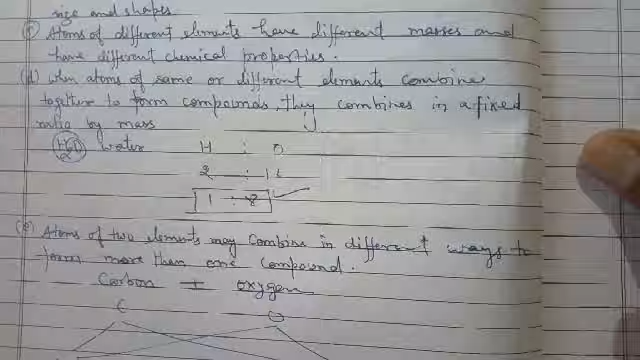 size and shapes
(c) Atoms of different elements have different masses and
have different chemical properties.
(d) When atoms of same or different elements combine
together to form compounds, they combines in a fixed
ratio by mass
H2O water H : O
2 : 16
1 : 8
(e) Atoms of two elements may combine in different ways to
form more than one compound.
Carbon + oxygen
C O